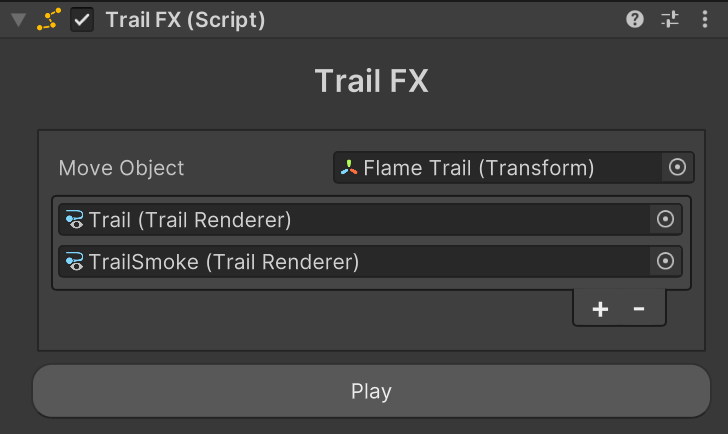 Trail FX (Script)
Trail FX
Move Object Flame Trail (Transform)
Trail (Trail Renderer)
TrailSmoke (Trail Renderer)
+ -
Play